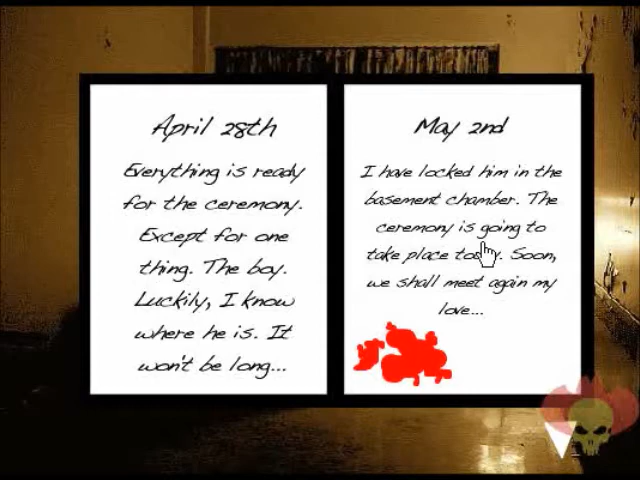 April 28th
Everything is ready
for the ceremony.
Except for one
thing. The boy.
Luckily, I know
where he is. It
won't be long...
May 2nd
I have locked him in the
basement chamber. The
ceremony is going to
take place Soon,
we shall meet again my
love...